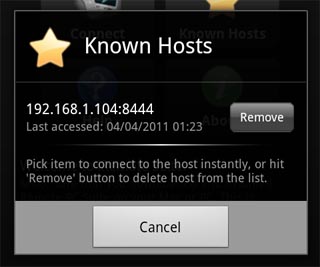 Known Hosts
192.168.1.104:8444
Last accessed: 04/04/2011 01:23
Remove
Pick item to connect to the host instantly, or hit
'Remove' button to delete host from the list.
Cancel